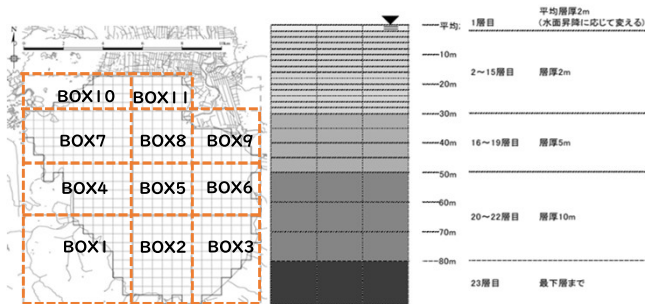 N
BOX10
BOX11
BOX7
BOX8
BOX9
BOX4
BOX5
BOX6
BOX1
BOX2
BOX3
平均:
10m
20m
30m
40m
50m
60m
70m
80m
1層目
平均層厚2m
(水面昇降に応じて変える)
2～15層目 層厚2m
16～19層目 層厚5m
20～22層目 層厚10m
23層目 最下層まで